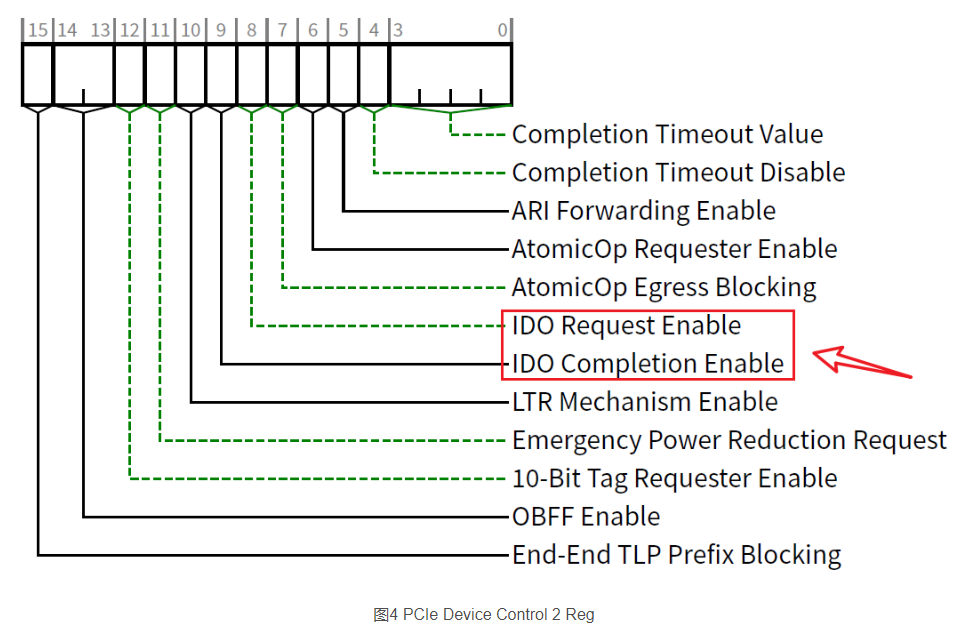 15 14 13 12 11 10 9 8 7 6 5 4 3 0
Completion Timeout Value
Completion Timeout Disable
ARI Forwarding Enable
AtomicOp Requester Enable
AtomicOp Egress Blocking
IDO Request Enable
IDO Completion Enable
LTR Mechanism Enable
Emergency Power Reduction Request
10-Bit Tag Requester Enable
OBFF Enable
End-End TLP Prefix Blocking
图4 PCIe Device Control 2 Reg